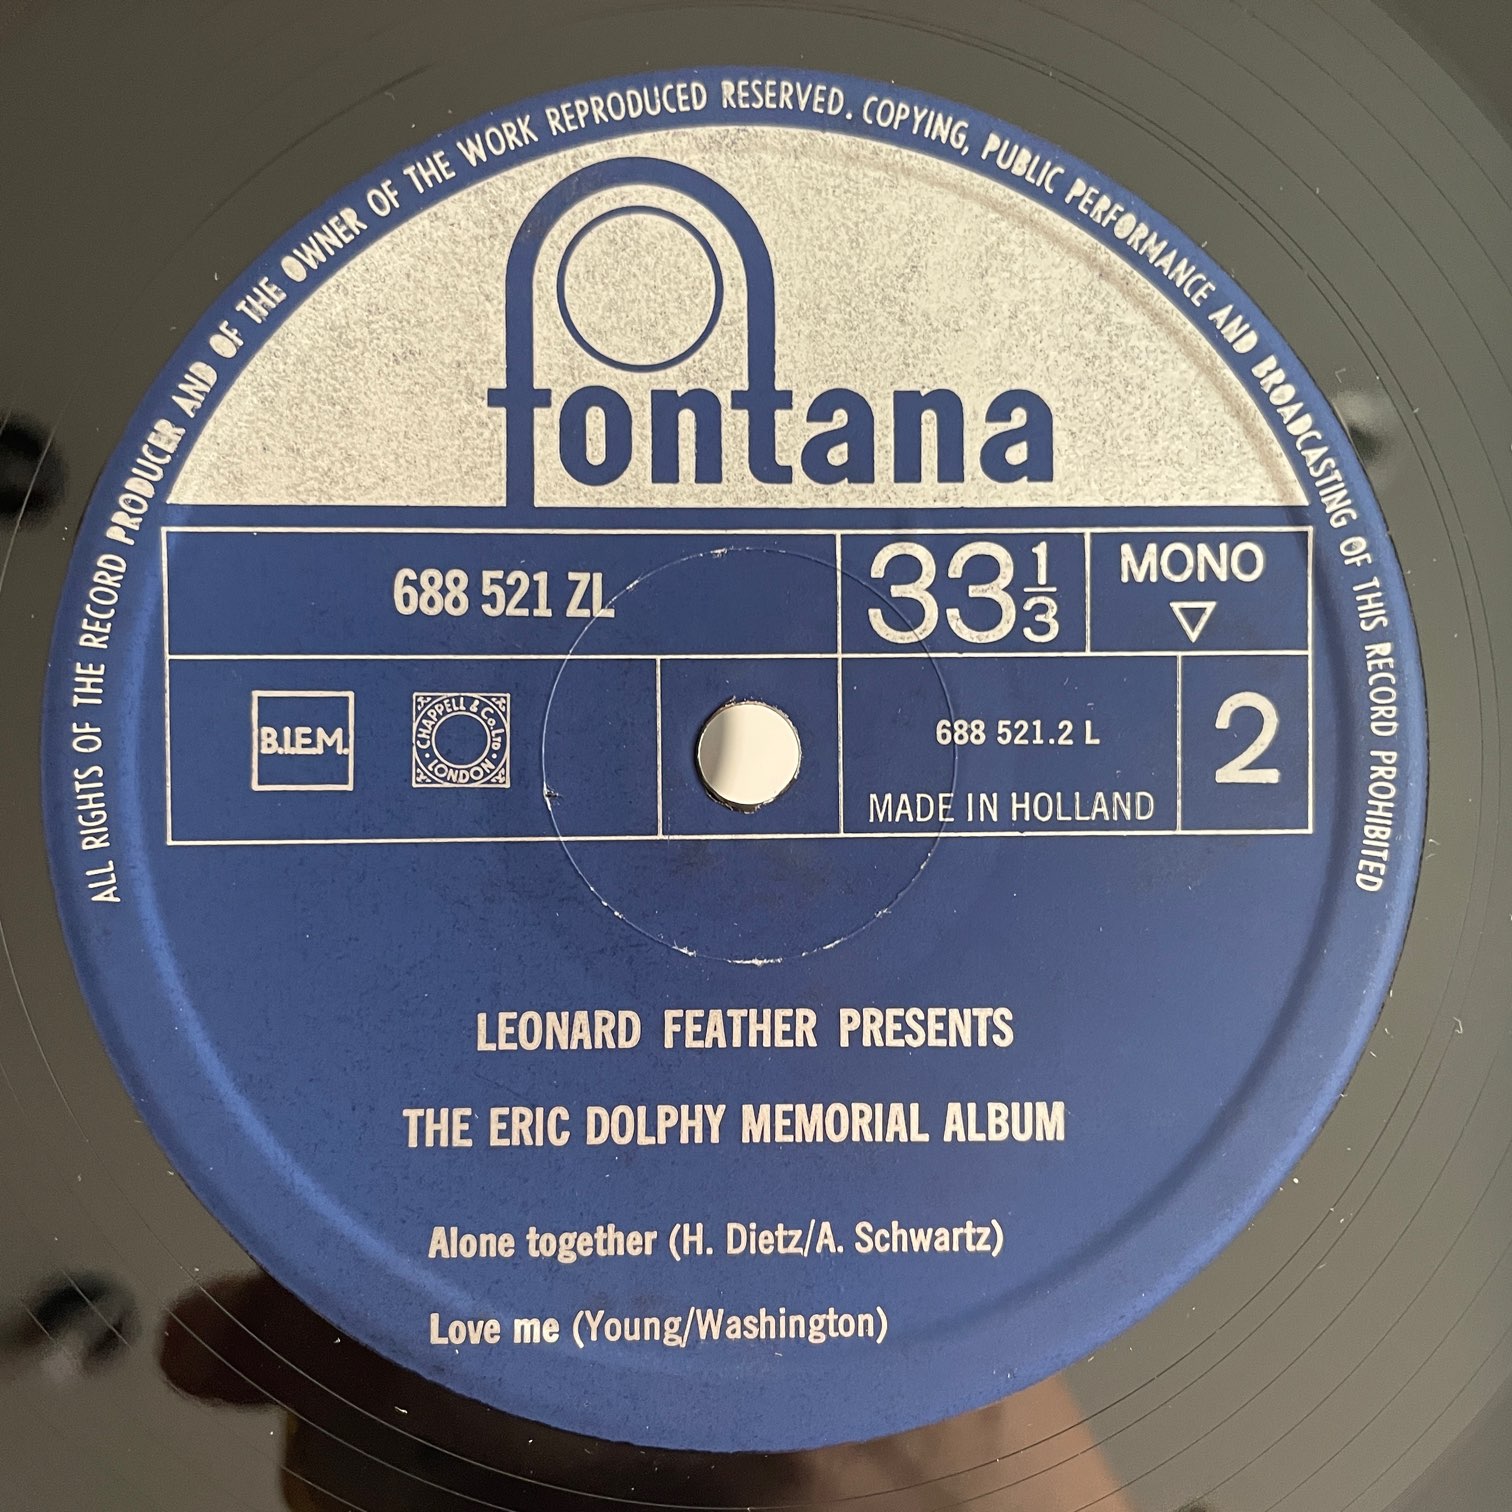 ALL RIGHTS OF THE RECORD PRODUCER AND OF THE OWNER OF THE WORK REPRODUCED RESERVED. COPYING, PUBLIC PERFORMANCE AND BROADCASTING OF THIS RECORD PROHIBITED
fontana
688 521 ZL
33 1/3
MONO
B.I.E.M.
CHAPPELL & CO. LTD
LONDON
688 521.2 L
MADE IN HOLLAND
2
LEONARD FEATHER PRESENTS
THE ERIC DOLPHY MEMORIAL ALBUM
Alone together (H. Dietz/A. Schwartz)
Love me (Young/Washington)